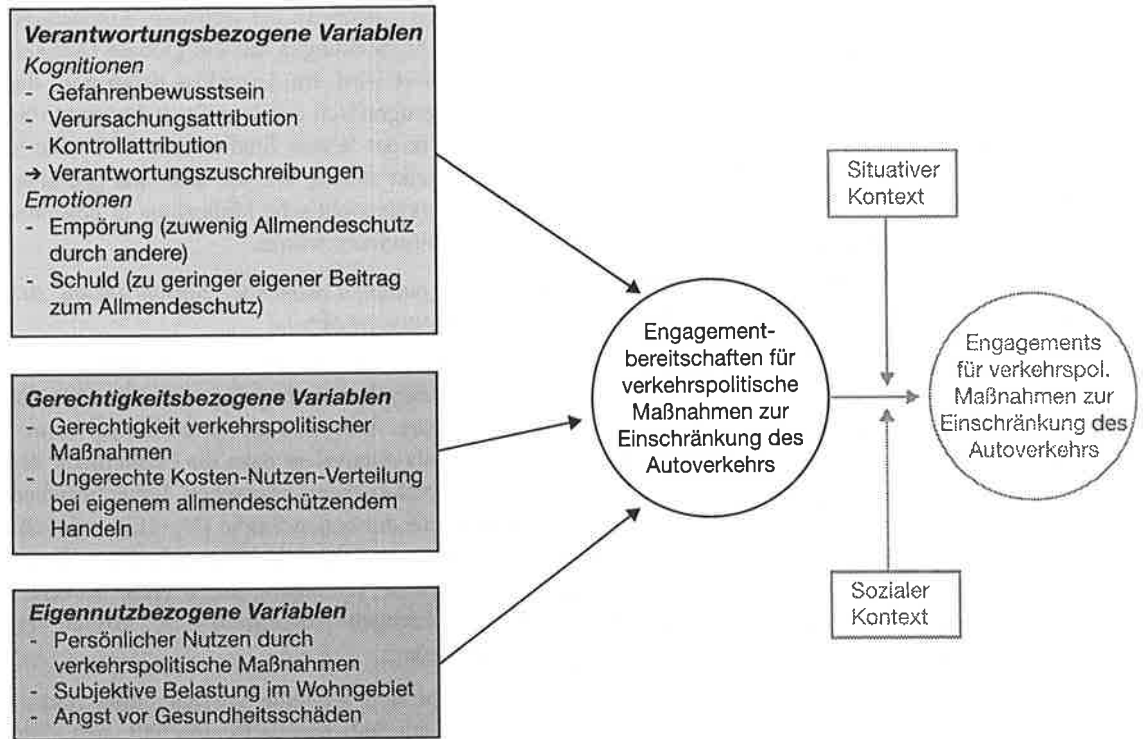 Verantwortungsbezogene Variablen
Kognitionen
- Gefahrenbewusstsein
- Verursachungsattribution
- Kontrollattribution
→ Verantwortungszuschreibungen
Emotionen
- Empörung (zuwenig Allmendeschutz
durch andere)
- Schuld (zu geringer eigener Beitrag
zum Allmendeschutz)
Gerechtigkeitsbezogene Variablen
- Gerechtigkeit verkehrspolitischer
Maßnahmen
- Ungerechte Kosten-Nutzen-Verteilung
bei eigenem allmendeschützendem
Handeln
Eigennutzbezogene Variablen
- Persönlicher Nutzen durch
verkehrspolitische Maßnahmen
- Subjektive Belastung im Wohngebiet
- Angst vor Gesundheitsschäden
Engagement-
bereitschaften für
verkehrspolitische
Maßnahmen zur
Einschränkung des
Autoverkehrs
Situativer
Kontext
Engagements
für verkehrspol.
Maßnahmen zur
Einschränkung des
Autoverkehrs
Sozialer
Kontext